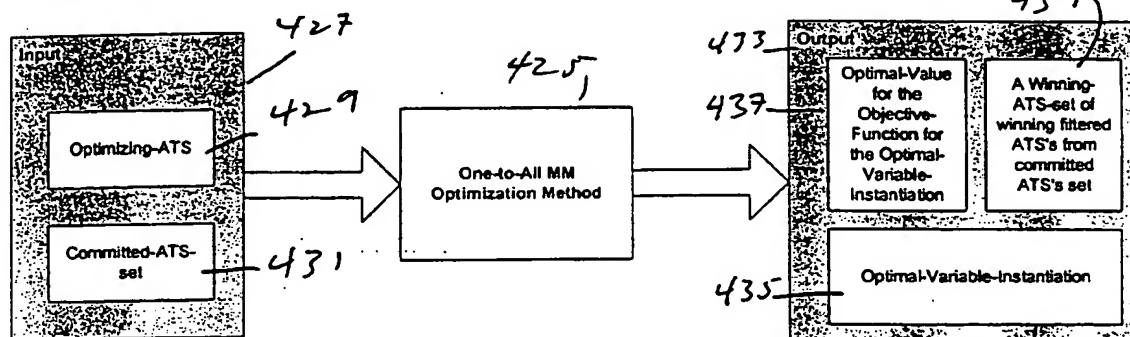 Input
427
429
Optimizing-ATS
Committed-ATS-
set
431
425
One-to-All MM
Optimization Method
433
437
Output
Optimal-Value
for the
Objective-
Function for
the Optimal-
Variable-
Instantiation
A Winning-
ATS-set of
winning filtered
ATS's from
committed
ATS's set
435
Optimal-Variable-Instantiation